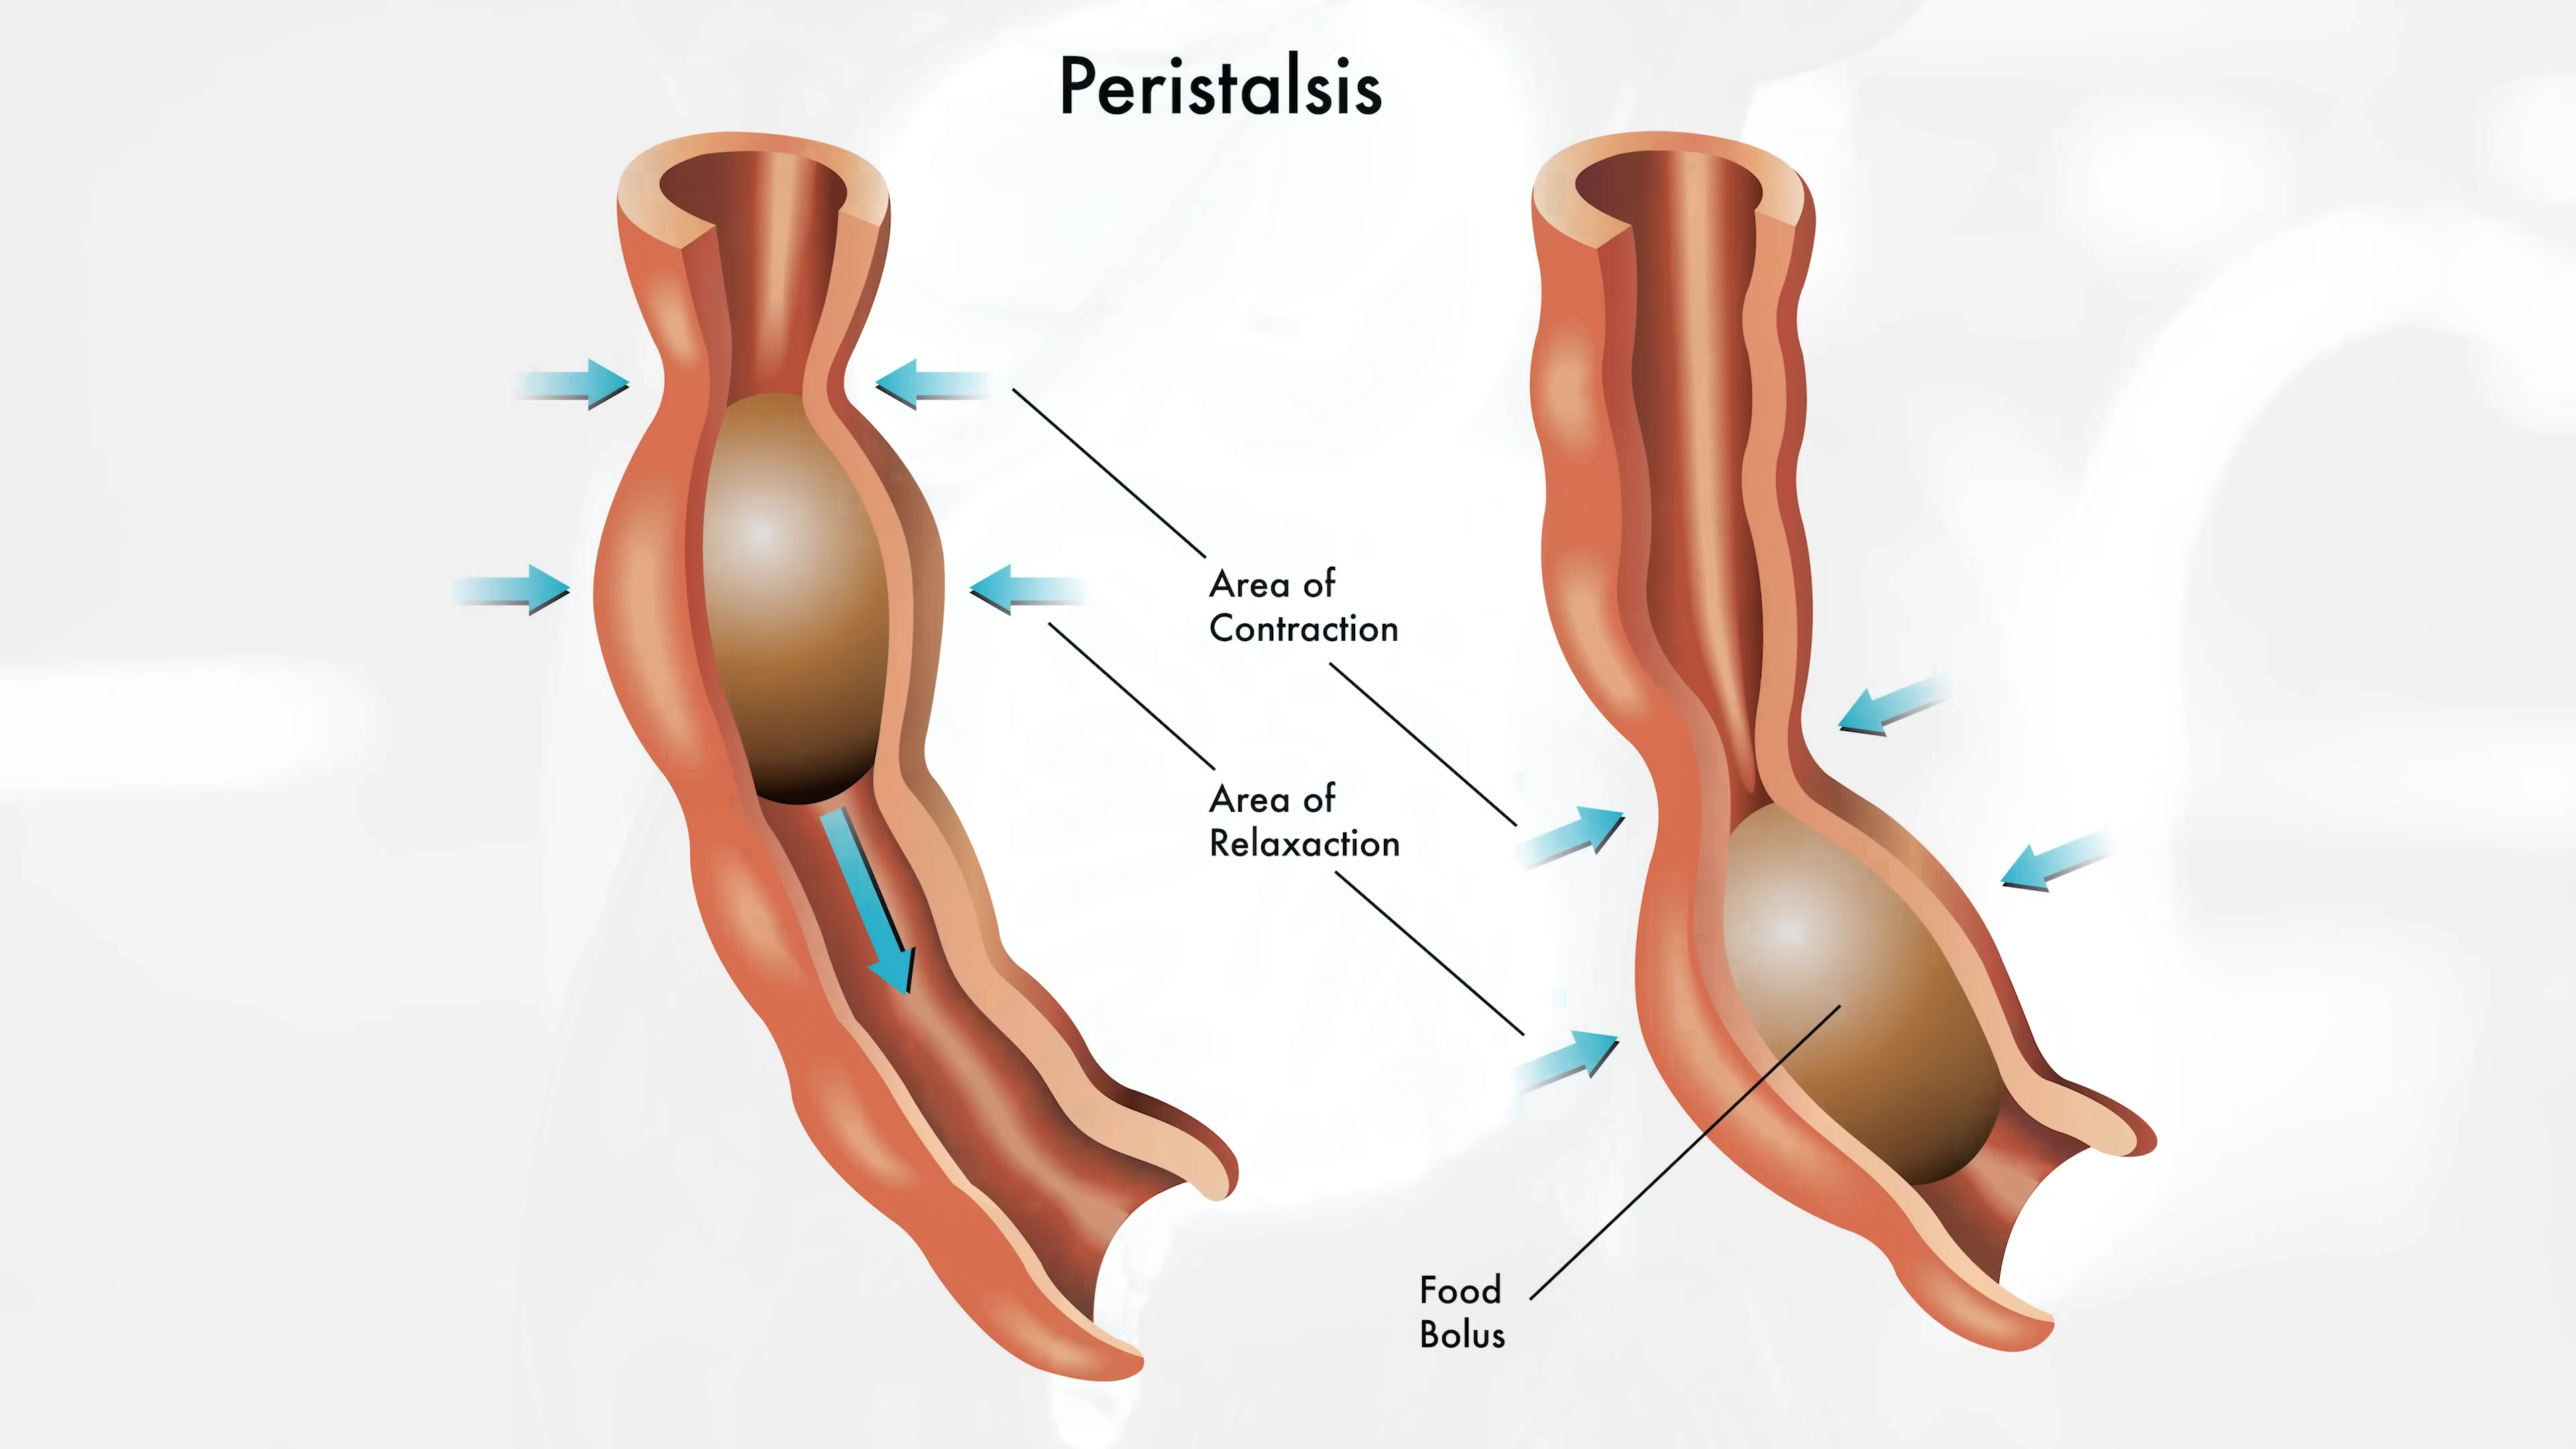 Peristalsis
Area of
Contraction
Area of
Relaxaction
Food
Bolus